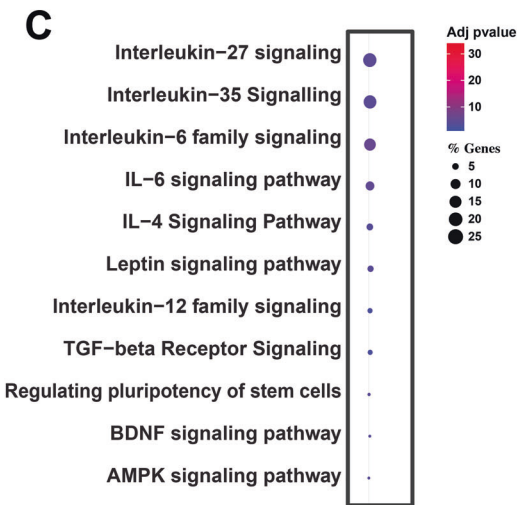 C
Interleukin−27 signaling
Interleukin−35 Signalling
Interleukin−6 family signaling
IL−6 signaling pathway
IL−4 Signaling Pathway
Leptin signaling pathway
Interleukin−12 family signaling
TGF−beta Receptor Signaling
Regulating pluripotency of stem cells
BDNF signaling pathway
AMPK signaling pathway
Adj pvalue
30
20
10
% Genes
5
10
15
20
25